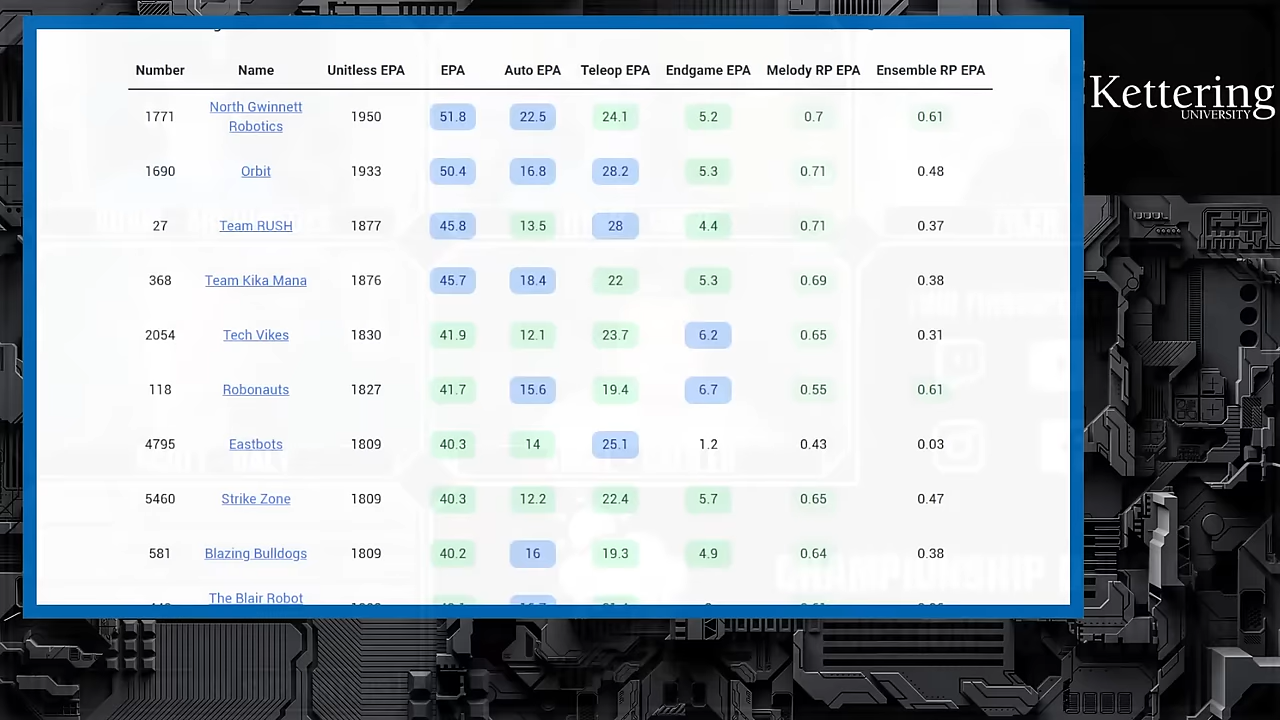 Number Name Unitless EPA EPA Auto EPA Teleop EPA Endgame EPA Melody RP EPA Ensemble RP EPA
1771 North Gwinnett Robotics 1950 51.8 22.5 24.1 5.2 0.7 0.61
1690 Orbit 1933 50.4 16.8 28.2 5.3 0.71 0.48
27 Team RUSH 1877 45.8 13.5 28 4.4 0.71 0.37
368 Team Kika Mana 1876 45.7 18.4 22 5.3 0.69 0.38
2054 Tech Vikes 1830 41.9 12.1 23.7 6.2 0.65 0.31
118 Robonauts 1827 41.7 15.6 19.4 6.7 0.55 0.61
4795 Eastbots 1809 40.3 14 25.1 1.2 0.43 0.03
5460 Strike Zone 1809 40.3 12.2 22.4 5.7 0.65 0.47
581 Blazing Bulldogs 1809 40.2 16 19.3 4.9 0.64 0.38
The Blair Robot
Kettering
UNIVERSITY